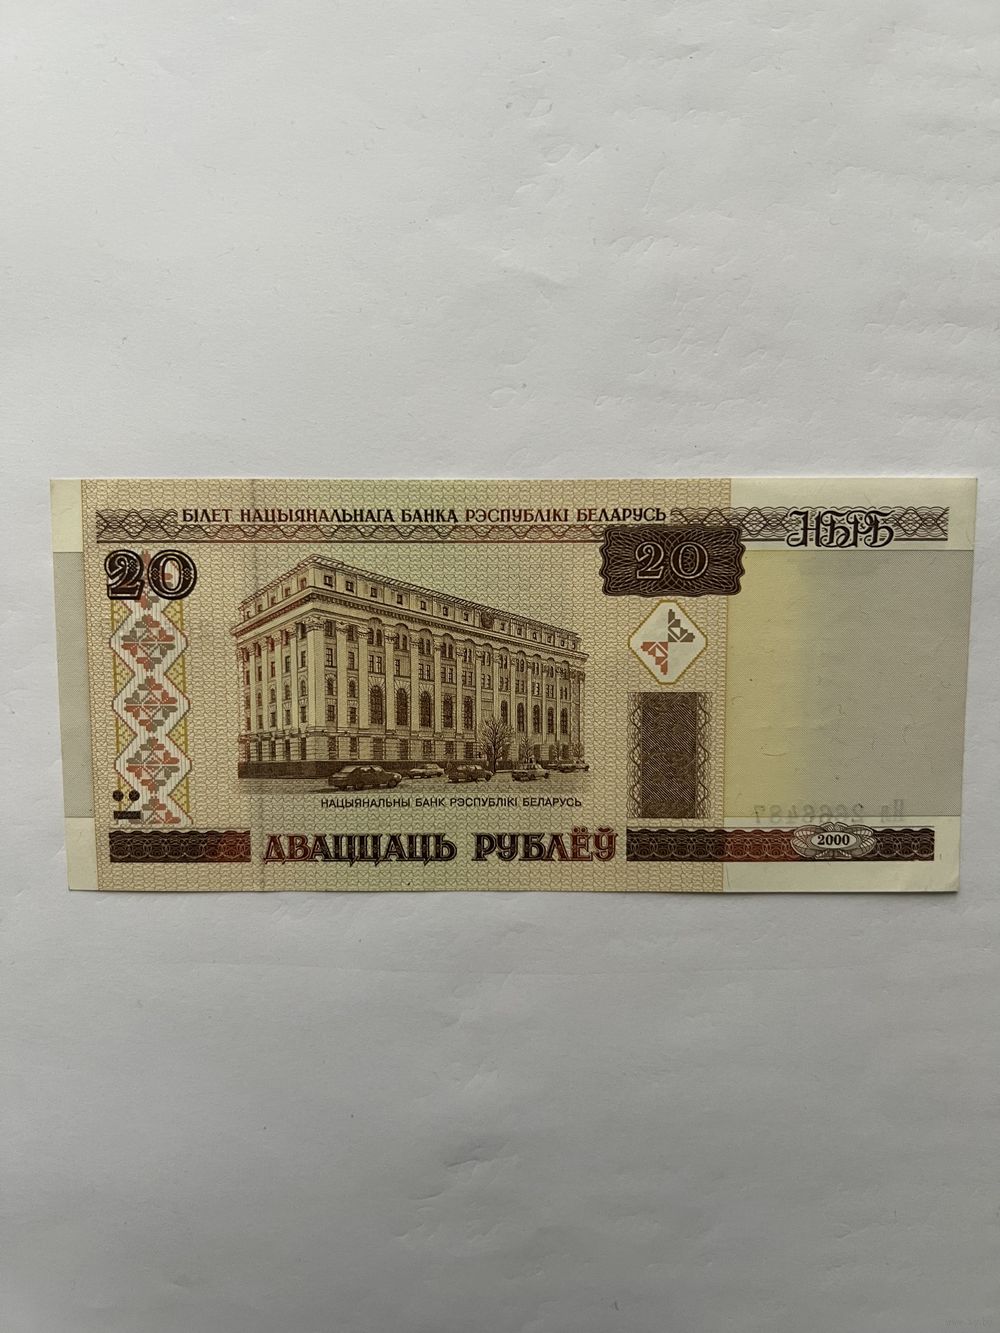 БІЛЕТ НАЦЫЯНАЛЬНАГА БАНКА РЭСПУБЛІКІ БЕЛАРУСЬ
НБРБ
20
20
НАЦЫЯНАЛЬНЫ БАНК РЭСПУБЛІКІ БЕЛАРУСЬ
ДВАЦЦАЦЬ РУБЛЁЎ
2000